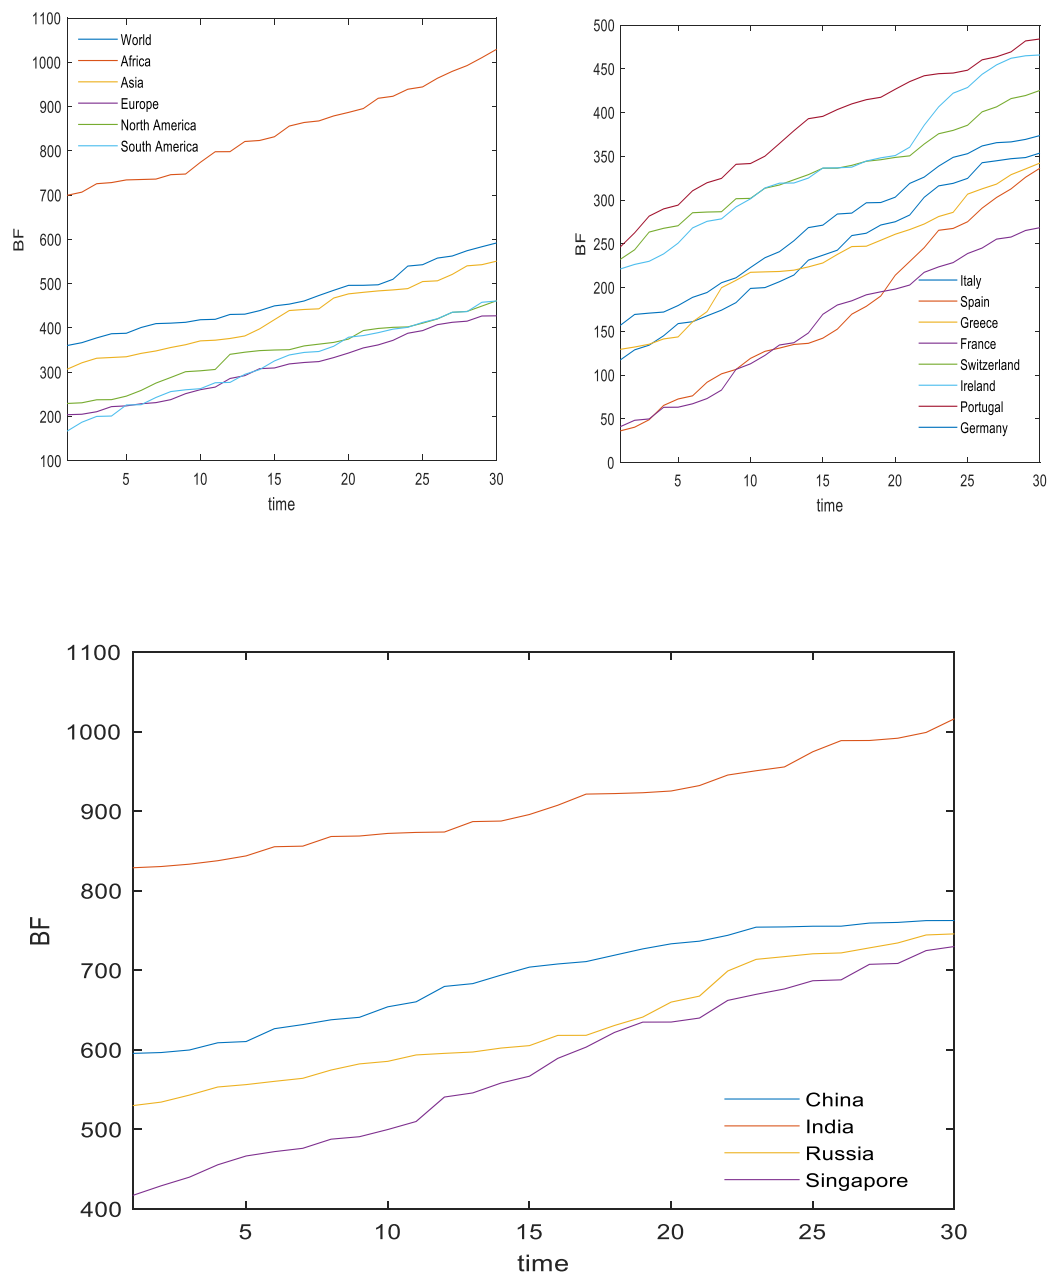 1100
1000
900
800
700
600
500
400
300
200
100
BF
World
Africa
Asia
Europe
North America
South America
5 10 15 20 25 30
time
500
450
400
350
300
250
200
150
100
50
0
BF
Italy
Spain
Greece
France
Switzerland
Ireland
Portugal
Germany
5 10 15 20 25 30
time
1100
1000
900
800
700
600
500
400
BF
China
India
Russia
Singapore
5 10 15 20 25 30
time